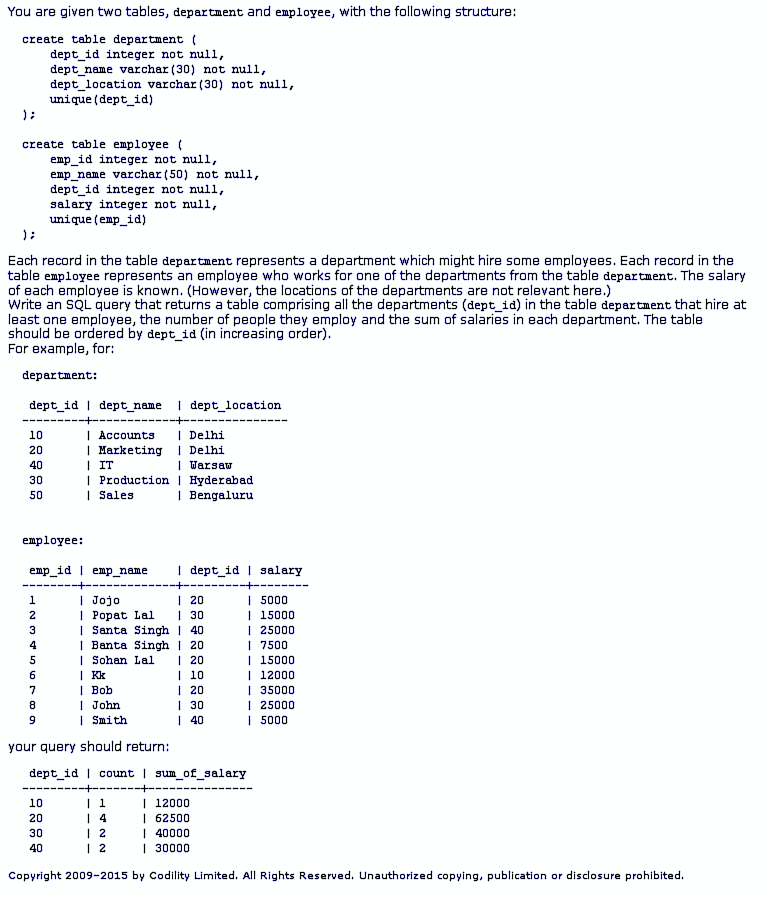 You are given two tables, department and employee, with the following structure:
create table department (
dept_id integer not null,
dept_name varchar(30) not null,
dept_location varchar(30) not null,
unique(dept_id)
);
create table employee (
emp_id integer not null,
emp_name varchar(50) not null,
dept_id integer not null,
salary integer not null,
unique(emp_id)
);
Each record in the table department represents a department which might hire some employees. Each record in the
table employee represents an employee who works for one of the departments from the table department. The salary
of each employee is known. (However, the locations of the departments are not relevant here.)
Write an SQL query that returns a table comprising all the departments (dept_id) in the table department that hire at
least one employee, the number of people they employ and the sum of salaries in each department. The table
should be ordered by dept_id (in increasing order).
For example, for:
department:
dept_id | dept_name | dept_location
---------+------------+---------------
10 | Accounts | Delhi
20 | Marketing | Delhi
40 | IT | Warsaw
30 | Production | Hyderabad
50 | Sales | Bengaluru
employee:
emp_id | emp_name | dept_id | salary
--------+-------------+---------+--------
1 | Jojo | 20 | 5000
2 | Popat Lal | 30 | 15000
3 | Santa Singh | 40 | 25000
4 | Banta Singh | 20 | 7500
5 | Sohan Lal | 20 | 15000
6 | Kk | 10 | 12000
7 | Bob | 20 | 35000
8 | John | 30 | 25000
9 | Smith | 40 | 5000
your query should return:
dept_id | count | sum_of_salary
---------+-------+---------------
10 | 1 | 12000
20 | 4 | 62500
30 | 2 | 40000
40 | 2 | 30000
Copyright 2009-2015 by Codility Limited. All Rights Reserved. Unauthorized copying, publication or disclosure prohibited.